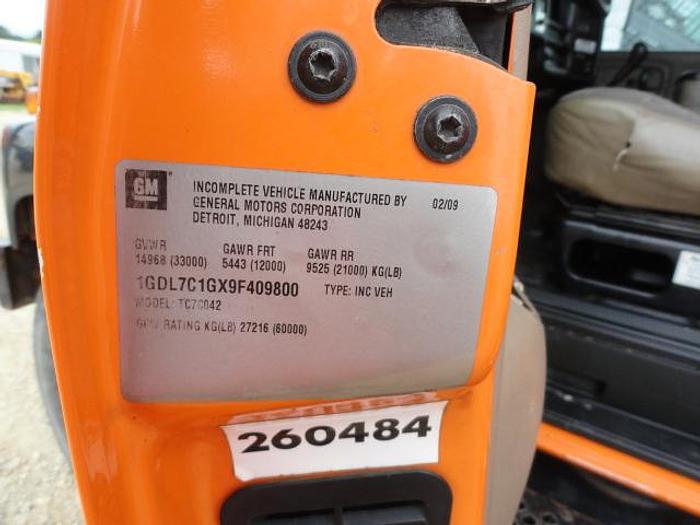 GM
INCOMPLETE VEHICLE MANUFACTURED BY 02/09
GENERAL MOTORS CORPORATION
DETROIT, MICHIGAN 48243
GVWR GAWR FRT GAWR RR
14968 (33000) 5443 (12000) 9525 (21000) KG(LB)
1GDL7C1GX9F409800 TYPE: INC VEH
MODEL: TC7C042
GCW RATING KG(LB) 27216 (60000)
260484